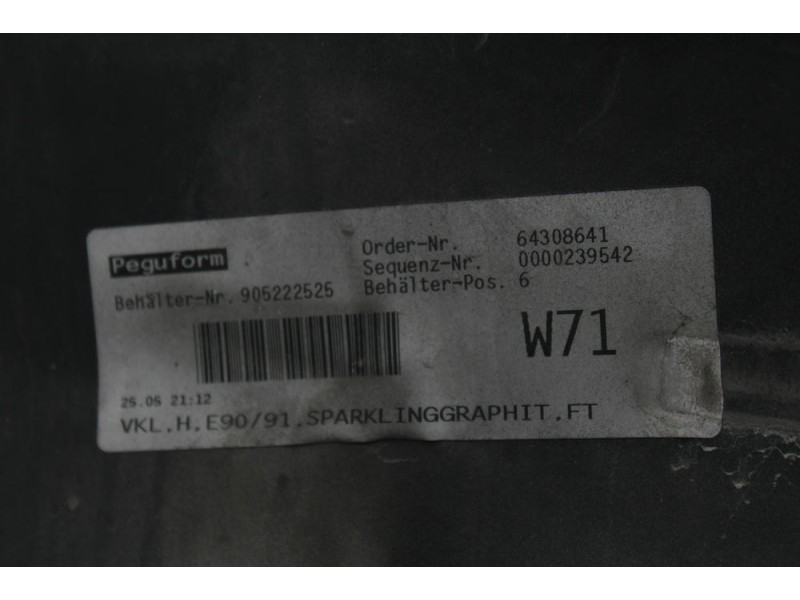 Peguform
Order-Nr. 64308641
Sequenz-Nr. 0000239542
Behälter-Nr. 905222525 Behälter-Pos. 6
W71
25.05 21:12
VKL.H.E90/91.SPARKLINGGRAPHIT.FT